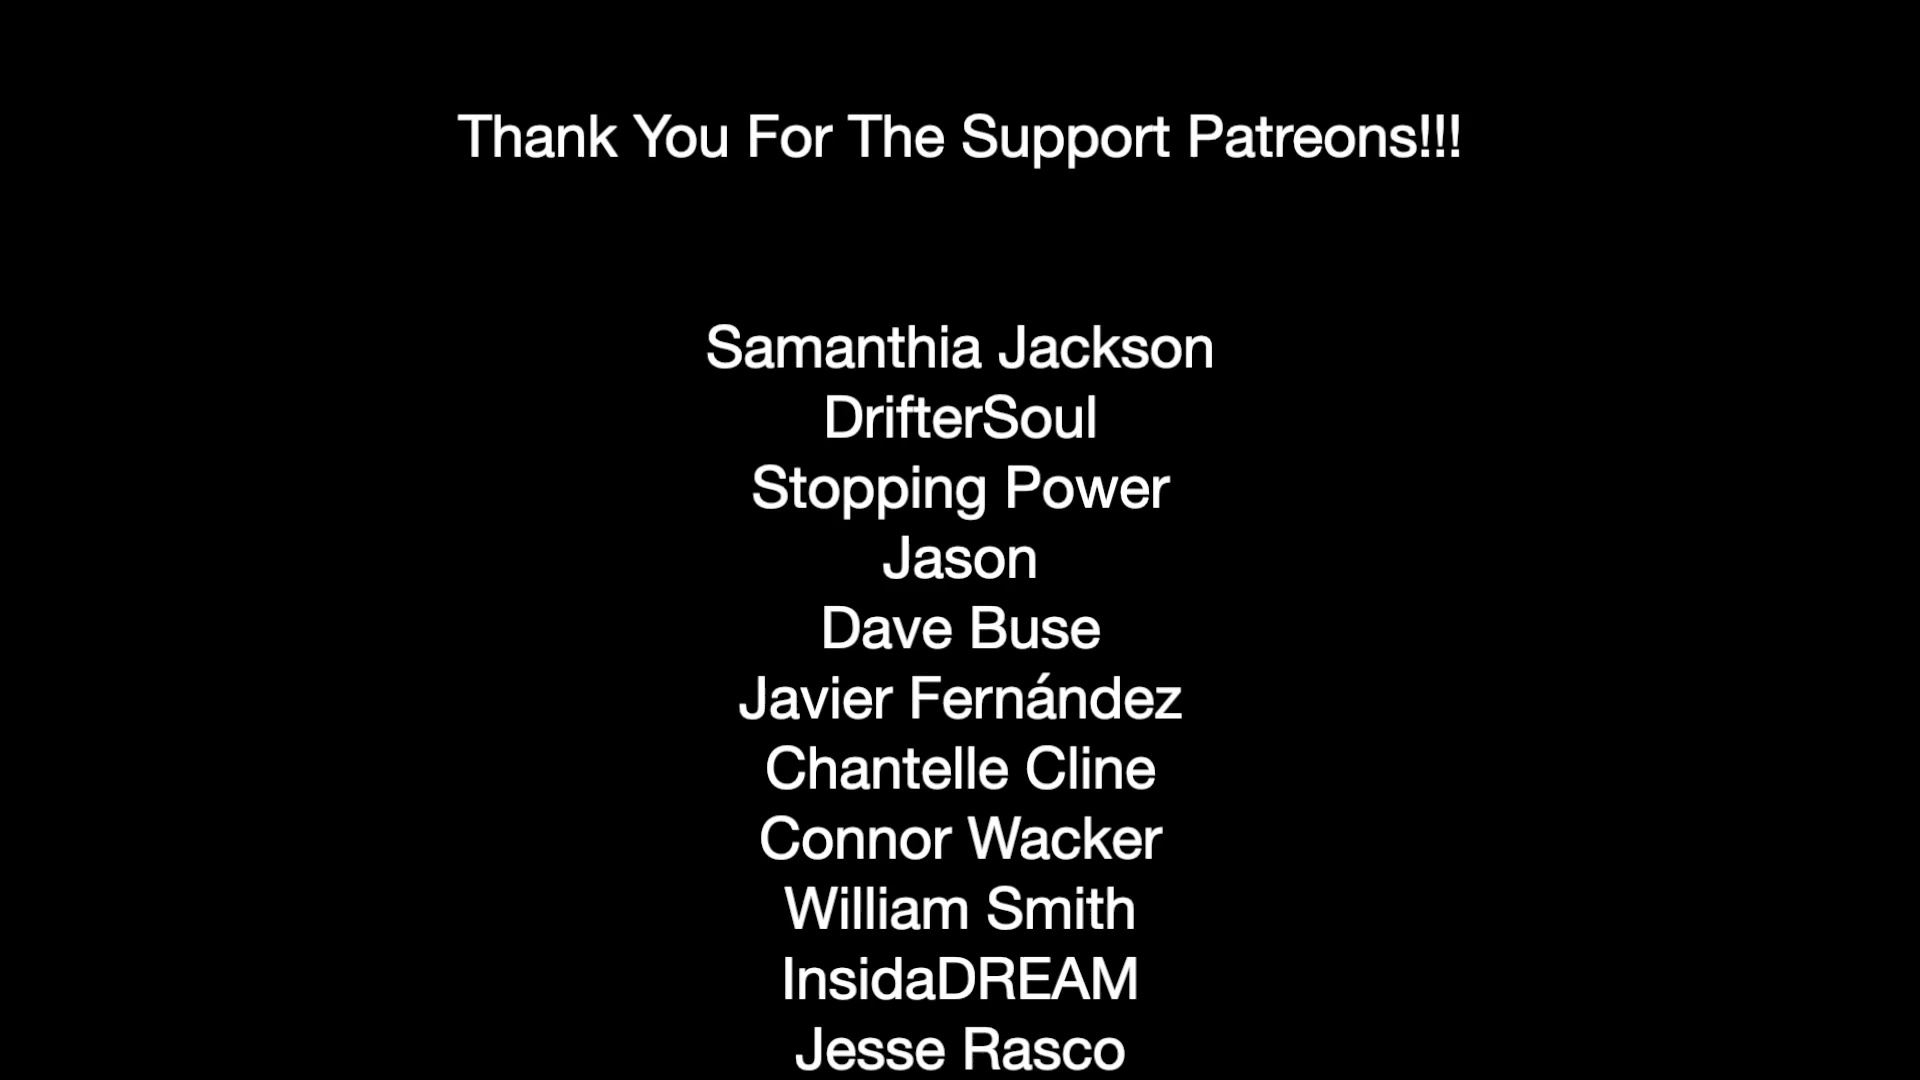 Thank You For The Support Patreons!!!
Samanthia Jackson
DrifterSoul
Stopping Power
Jason
Dave Buse
Javier Fernández
Chantelle Cline
Connor Wacker
William Smith
InsidaDREAM
Jesse Rasco